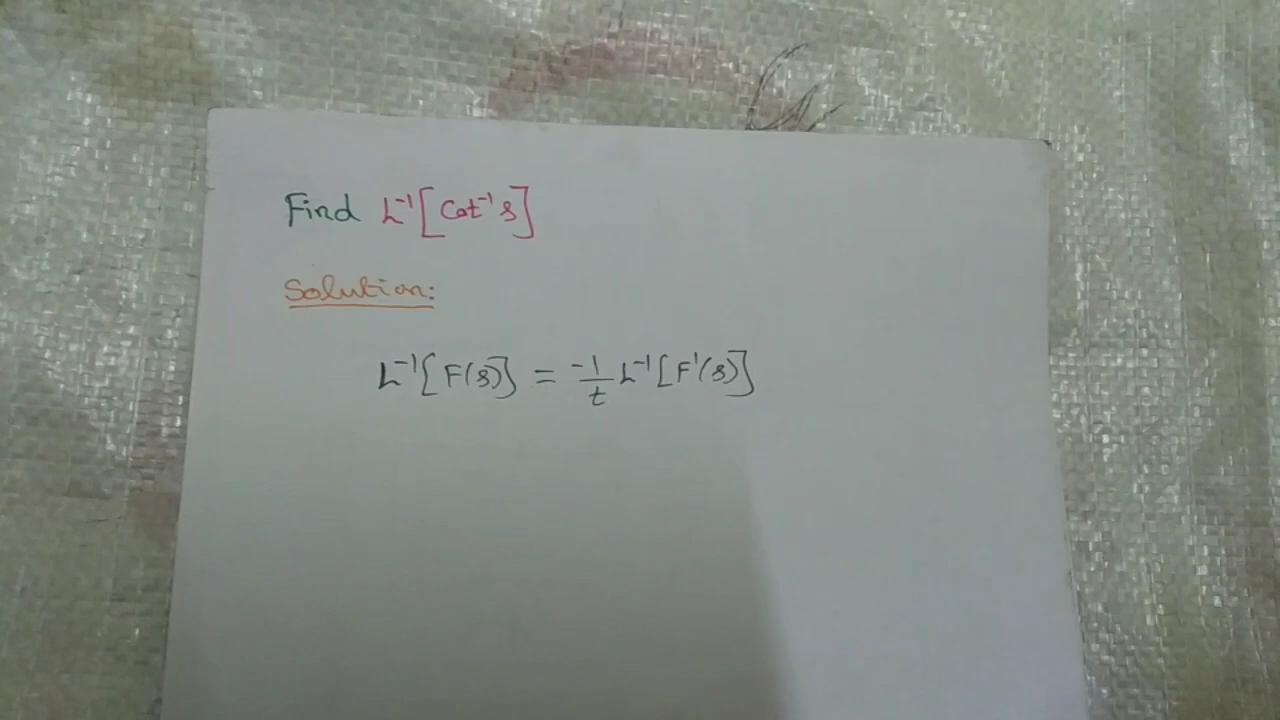 Find L⁻¹[Cot⁻¹ s]
Solution:
L⁻¹[F(s)] = -1/t L⁻¹[F'(s)]